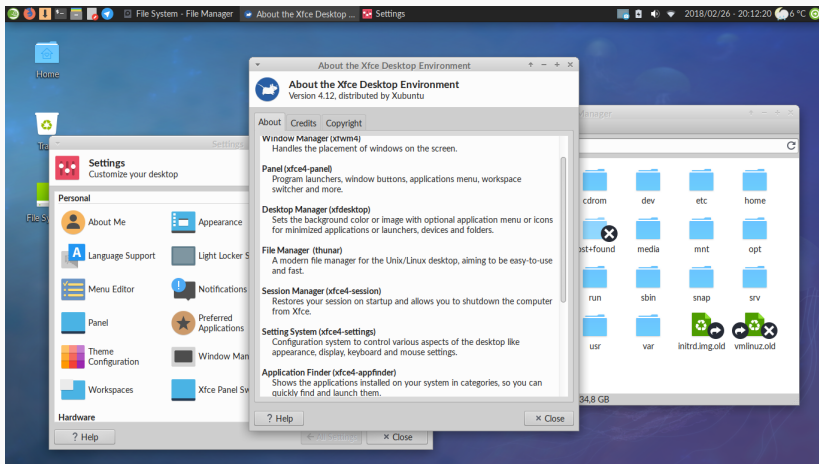 File System - File Manager
About the Xfce Desktop ...
Settings
2018/02/26 - 20:12:20
6 °C
Home
File Sy
Settings
Settings
Customize your desktop
Personal
About Me
Appearance
Language Support
Light Locker S
Menu Editor
Notifications
Panel
Preferred
Applications
Theme
Configuration
Window Man
Workspaces
Xfce Panel Sw
Hardware
? Help
All Settings
× Close
About the Xfce Desktop Environment
About the Xfce Desktop Environment
Version 4.12, distributed by Xubuntu
About
Credits
Copyright
Window Manager (xfwm4)
Handles the placement of windows on the screen.
Panel (xfce4-panel)
Program launchers, window buttons, applications menu, workspace
switcher and more.
Desktop Manager (xfdesktop)
Sets the background color or image with optional application menu or icons
for minimized applications or launchers, devices and folders.
File Manager (thunar)
A modern file manager for the Unix/Linux desktop, aiming to be easy-to-use
and fast.
Session Manager (xfce4-session)
Restores your session on startup and allows you to shutdown the computer
from Xfce.
Setting System (xfce4-settings)
Configuration system to control various aspects of the desktop like
appearance, display, keyboard and mouse settings.
Application Finder (xfce4-appfinder)
Shows the applications installed on your system in categories, so you can
quickly find and launch them.
? Help
× Close
Manager
cdrom
dev
etc
home
ost+found
media
mnt
opt
run
sbin
snap
srv
usr
var
initrd.img.old
vmlinuz.old
34,8 GB